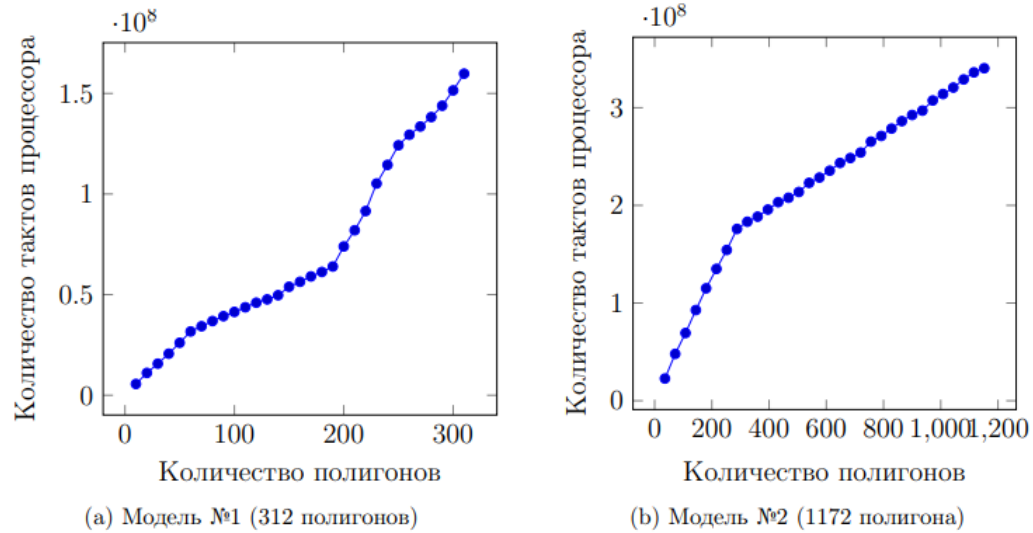 ·10^8
Количество тактов процессора
1.5
1
0.5
0
0 100 200 300
Количество полигонов
(a) Модель №1 (312 полигонов)
·10^8
Количество тактов процессора
3
2
1
0
0 200 400 600 800 1,000 1,200
Количество полигонов
(b) Модель №2 (1172 полигона)